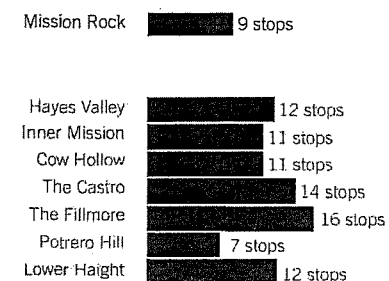 Mission Rock 9 stops
Hayes Valley 12 stops
Inner Mission 11 stops
Cow Hollow 11 stops
The Castro 14 stops
The Fillmore 16 stops
Potrero Hill 7 stops
Lower Haight 12 stops